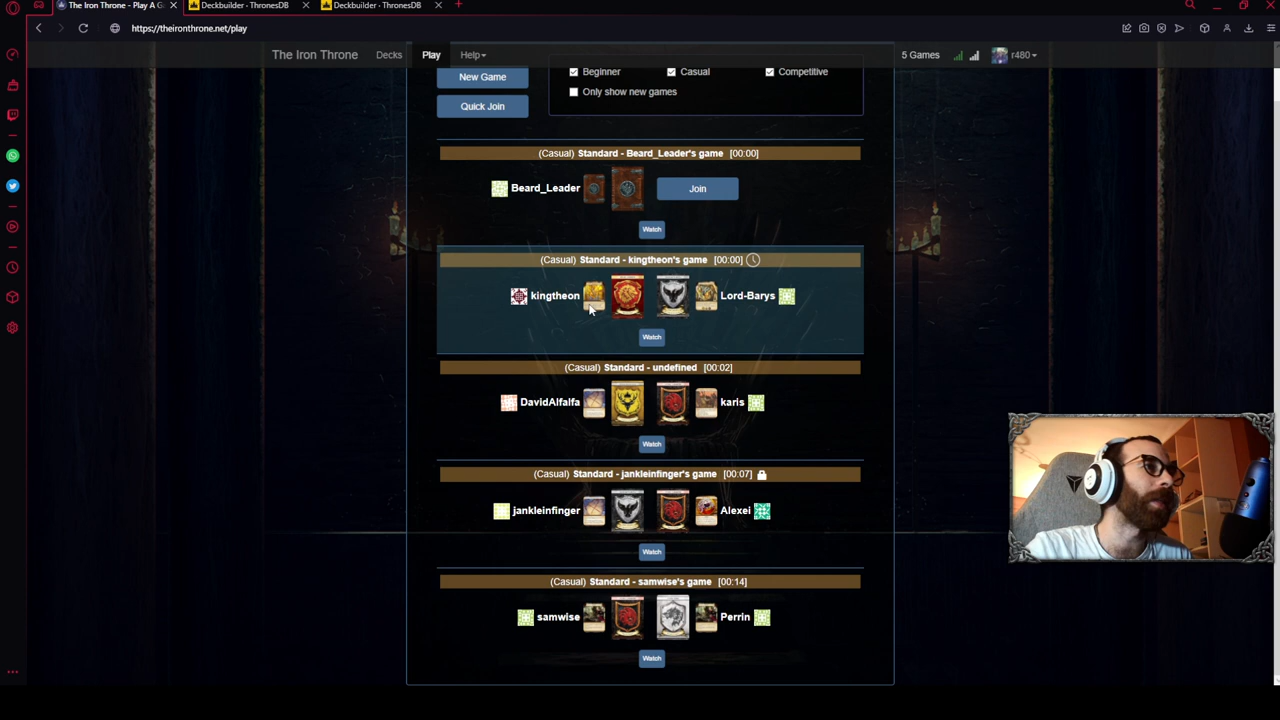 The Iron Throne - Play A G
Deckbuilder · ThronesDB
Deckbuilder · ThronesDB
https://theironthrone.net/play
The Iron Throne
Decks
Play
Help
5 Games
r480
New Game
Beginner
Casual
Competitive
Only show new games
Quick Join
(Casual) Standard - Beard_Leader's game [00:00]
Beard_Leader
Join
Watch
(Casual) Standard - kingtheon's game [00:00]
kingtheon
Lord-Barys
Watch
(Casual) Standard - undefined [00:02]
DavidAlfalfa
karis
Watch
(Casual) Standard - jankleinfinger's game [00:07]
jankleinfinger
Alexei
Watch
(Casual) Standard - samwise's game [00:14]
samwise
Perrin
Watch